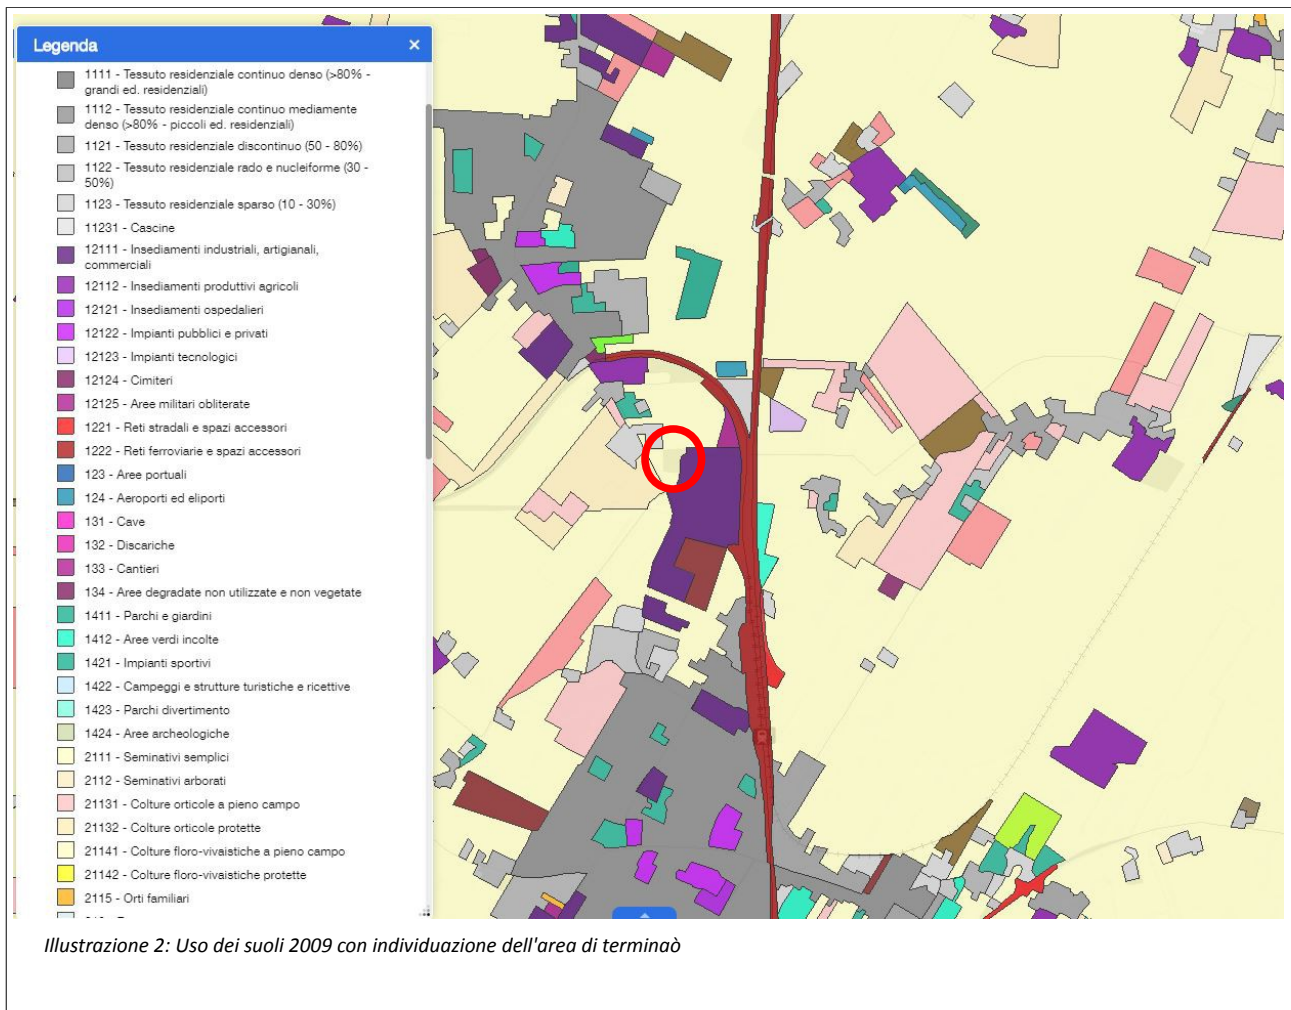 Legenda
×
1111 - Tessuto residenziale continuo denso (>80% -
grandi ed. residenziali)
1112 - Tessuto residenziale continuo mediamente
denso (>80% - piccoli ed. residenziali)
1121 - Tessuto residenziale discontinuo (50 - 80%)
1122 - Tessuto residenziale rado e nucleiforme (30 -
50%)
1123 - Tessuto residenziale sparso (10 - 30%)
11231 - Cascine
12111 - Insediamenti industriali, artigianali,
commerciali
12112 - Insediamenti produttivi agricoli
12121 - Insediamenti ospedalieri
12122 - Impianti pubblici e privati
12123 - Impianti tecnologici
12124 - Cimiteri
12125 - Aree militari obliterate
1221 - Reti stradali e spazi accessori
1222 - Reti ferroviarie e spazi accessori
123 - Aree portuali
124 - Aeroporti ed eliporti
131 - Cave
132 - Discariche
133 - Cantieri
134 - Aree degradate non utilizzate e non vegetate
1411 - Parchi e giardini
1412 - Aree verdi incolte
1421 - Impianti sportivi
1422 - Campeggi e strutture turistiche e ricettive
1423 - Parchi divertimento
1424 - Aree archeologiche
2111 - Seminativi semplici
2112 - Seminativi arborati
21131 - Colture orticole a pieno campo
21132 - Colture orticole protette
21141 - Colture floro-vivaistiche a pieno campo
21142 - Colture floro-vivaistiche protette
2115 - Orti familiari
Illustrazione 2: Uso dei suoli 2009 con individuazione dell'area di terminaò